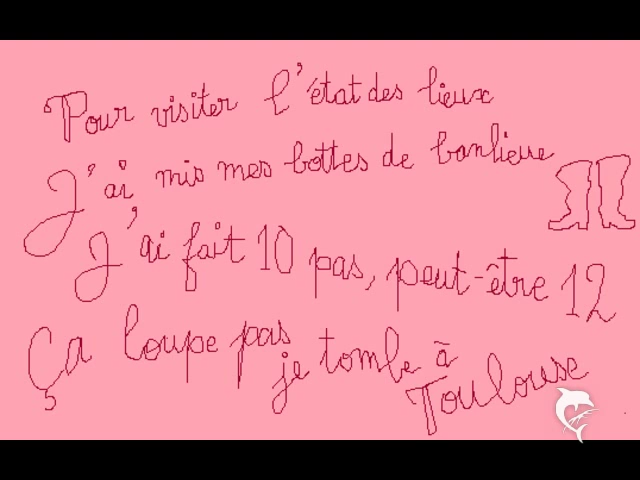 Pour visiter l'état des lieux
J'ai mis mes bottes de banlieue
J'ai fait 10 pas, peut-être 12
Ça loupe pas je tombe à Toulouse